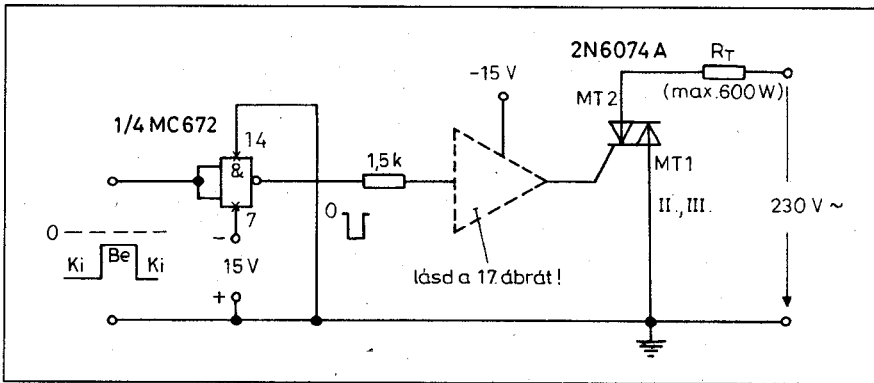 2N6074A
R_T
(max. 600 W)
-15 V
MT2
1/4 MC672
14
&
1,5 k
MT1
7
0
II., III.
230 V ~
0
-
Ki
Be
Ki
15 V
lásd a 17. ábrát!
+